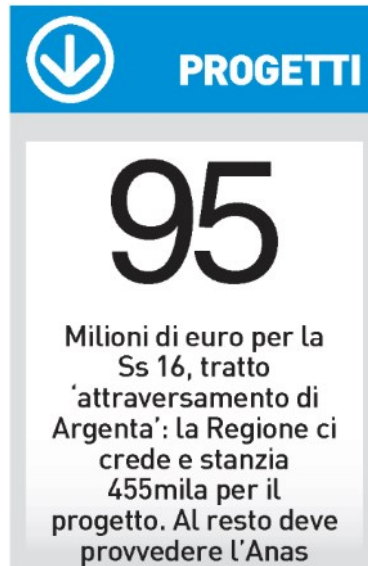 PROGETTI
95
Milioni di euro per la
Ss 16, tratto
‘attraversamento di
Argenta’: la Regione ci
crede e stanzia
455mila per il
progetto. Al resto deve
provvedere l’Anas